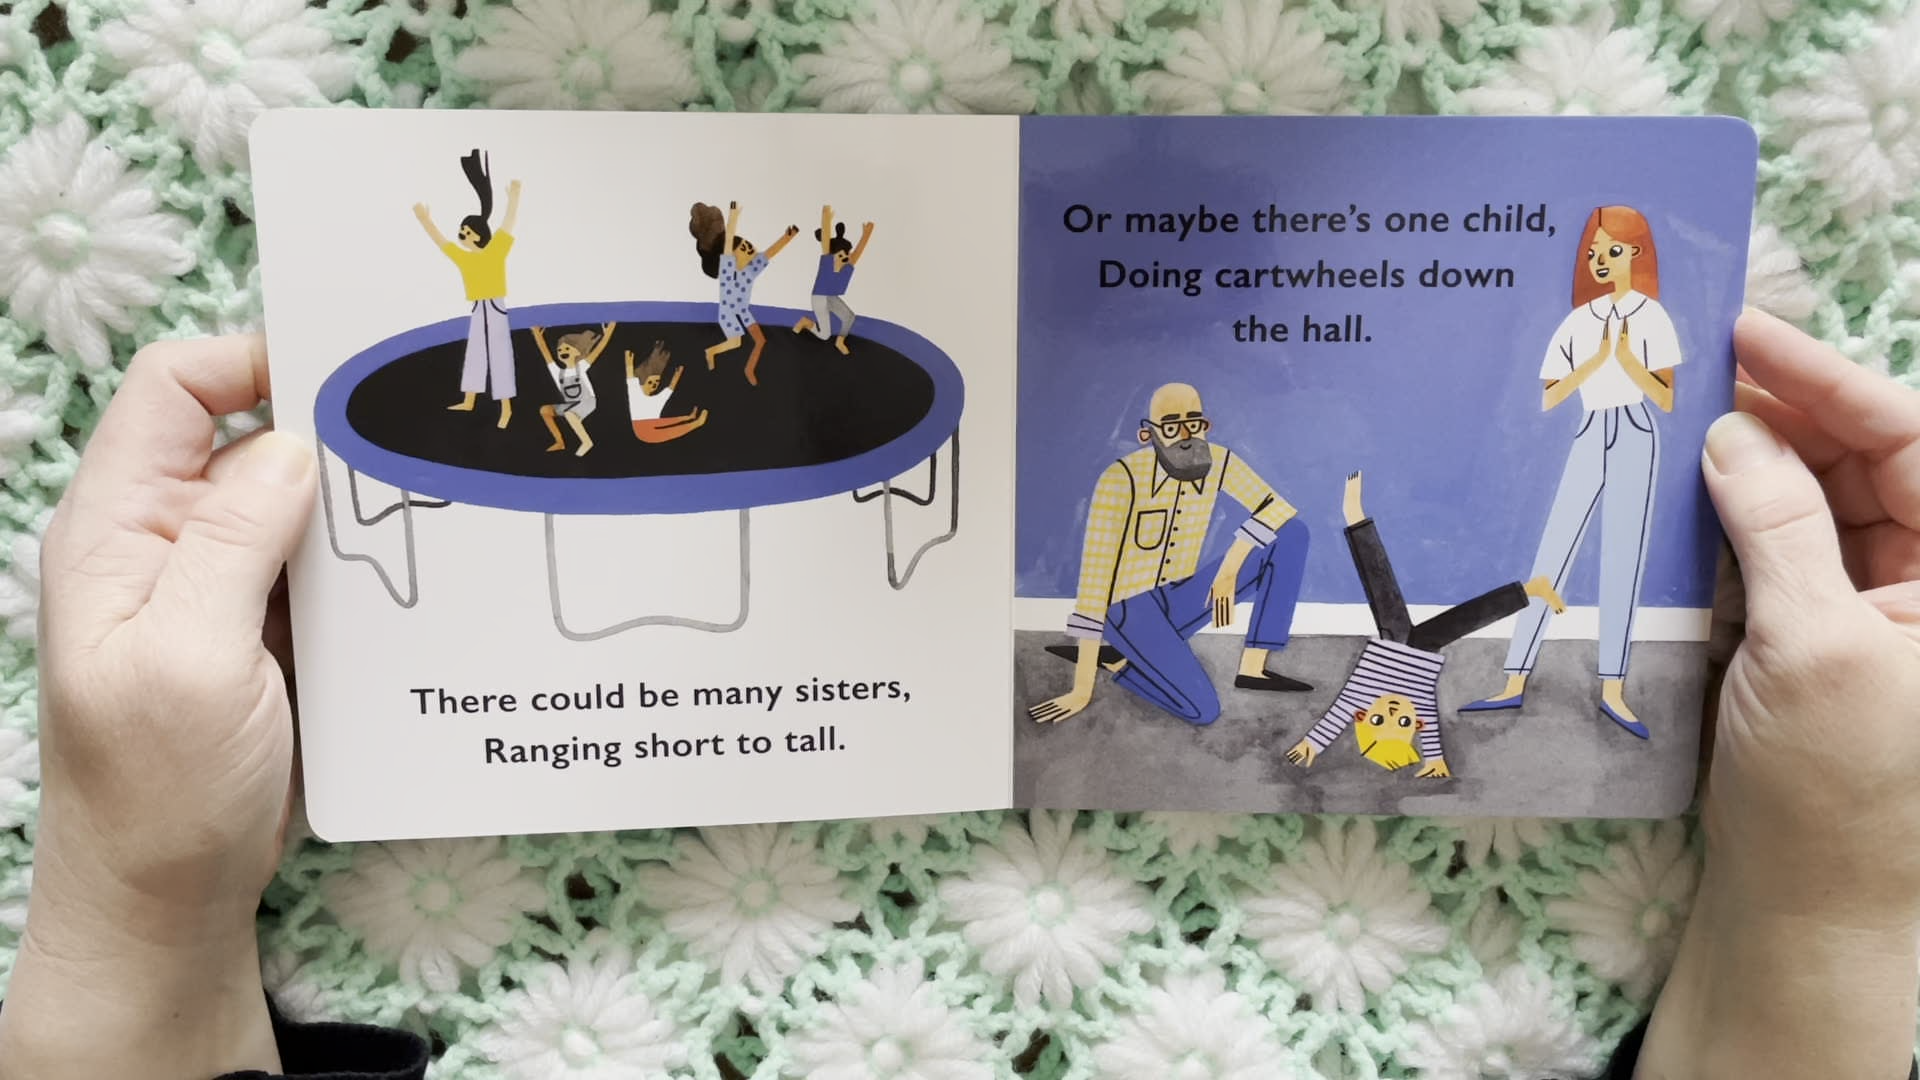 There could be many sisters,
Ranging short to tall.
Or maybe there's one child,
Doing cartwheels down
the hall.